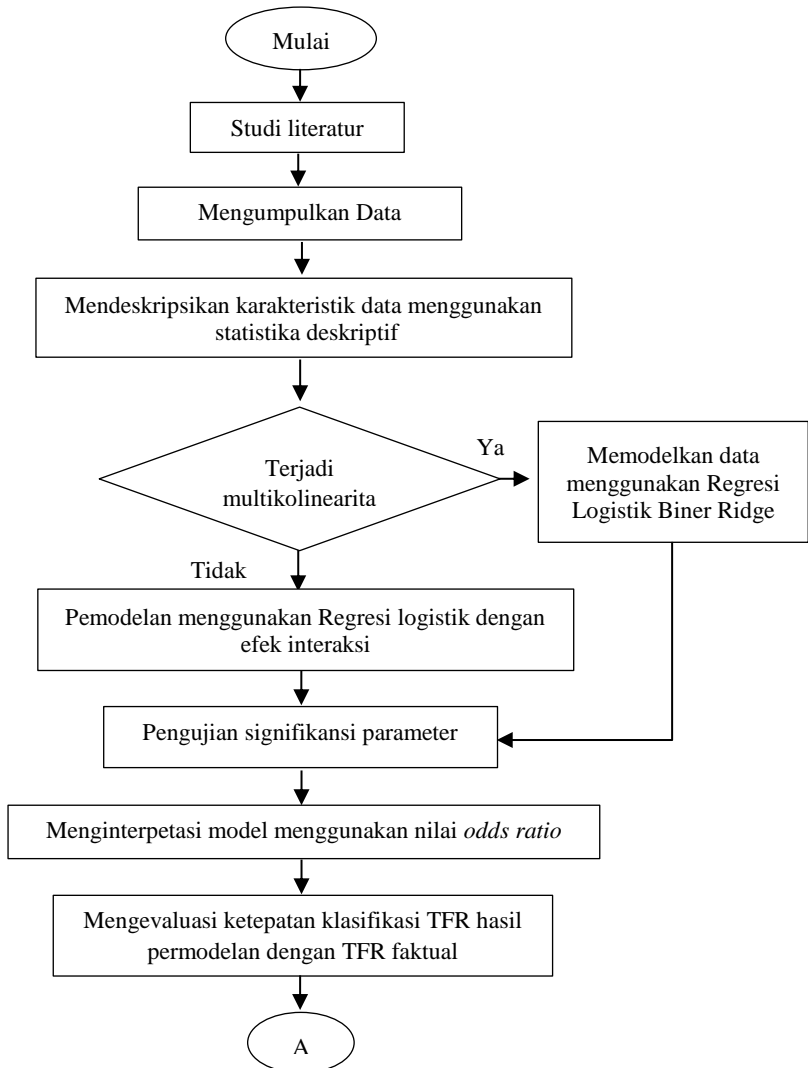 Mulai
Studi literatur
Mengumpulkan Data
Mendeskripsikan karakteristik data menggunakan
statistika deskriptif
Terjadi
multikolinearita
Ya
Memodelkan data
menggunakan Regresi
Logistik Biner Ridge
Tidak
Pemodelan menggunakan Regresi logistik dengan
efek interaksi
Pengujian signifikansi parameter
Menginterpetasi model menggunakan nilai odds ratio
Mengevaluasi ketepatan klasifikasi TFR hasil
permodelan dengan TFR faktual
A